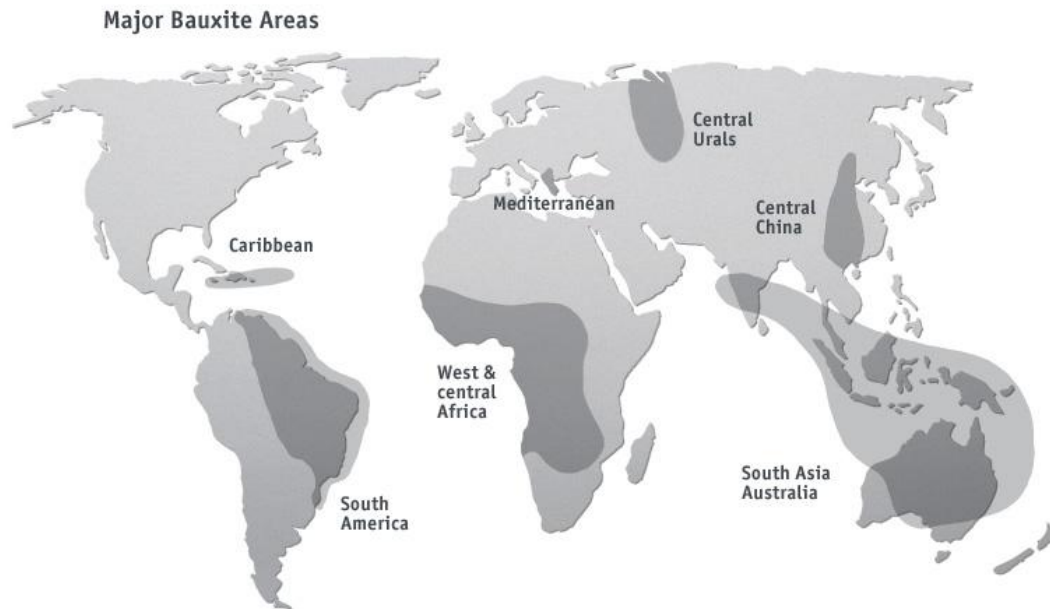 Major Bauxite Areas
Central
Urals
Mediterranean
Central
China
Caribbean
West &
central
Africa
South Asia
Australia
South
America